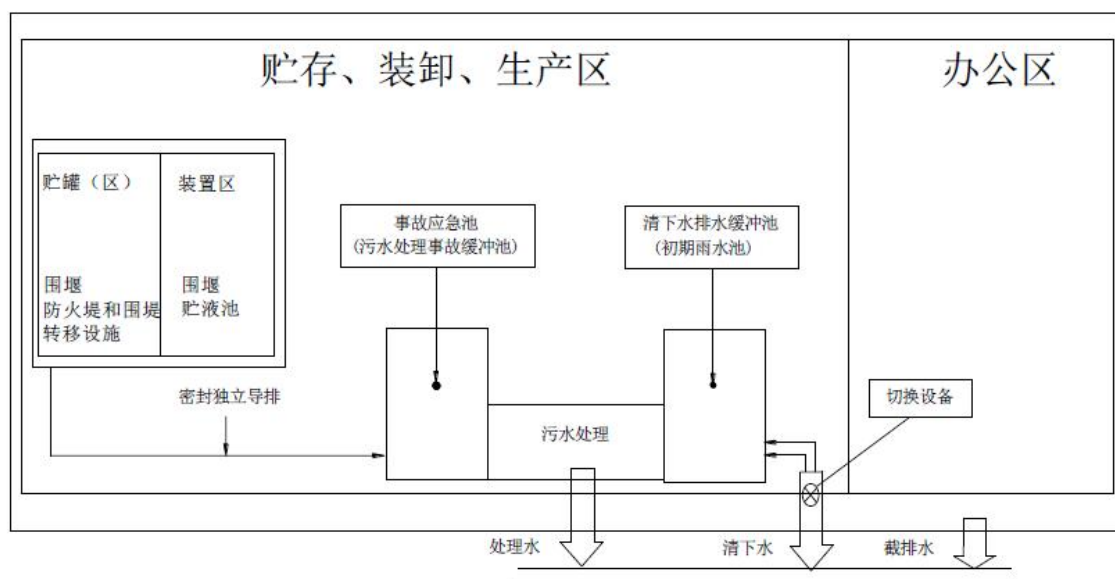 贮存、装卸、生产区
办公区
贮罐（区）
装置区
围堰
防火堤和围堤
转移设施
围堰
贮液池
事故应急池
(污水处理事故缓冲池)
清下水排水缓冲池
(初期雨水池)
密封独立导排
切换设备
污水处理
处理水
清下水
截排水